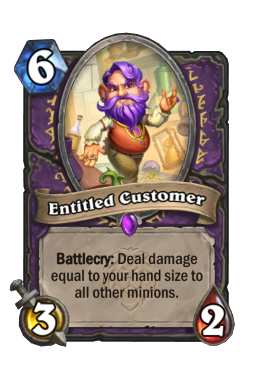 6
Entitled Customer
Battlecry: Deal damage
equal to your hand size to
all other minions.
3
2